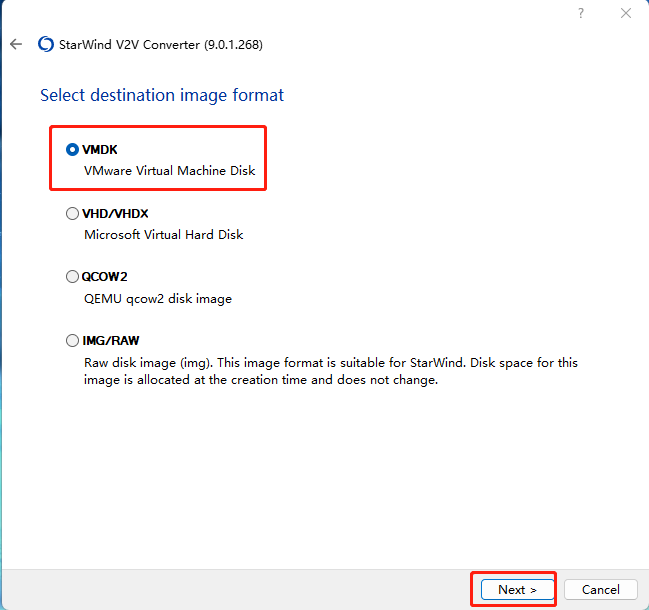 StarWind V2V Converter (9.0.1.268)
Select destination image format
VMDK
VMware Virtual Machine Disk
VHD/VHDX
Microsoft Virtual Hard Disk
QCOW2
QEMU qcow2 disk image
IMG/RAW
Raw disk image (img). This image format is suitable for StarWind. Disk space for this
image is allocated at the creation time and does not change.
Next >
Cancel